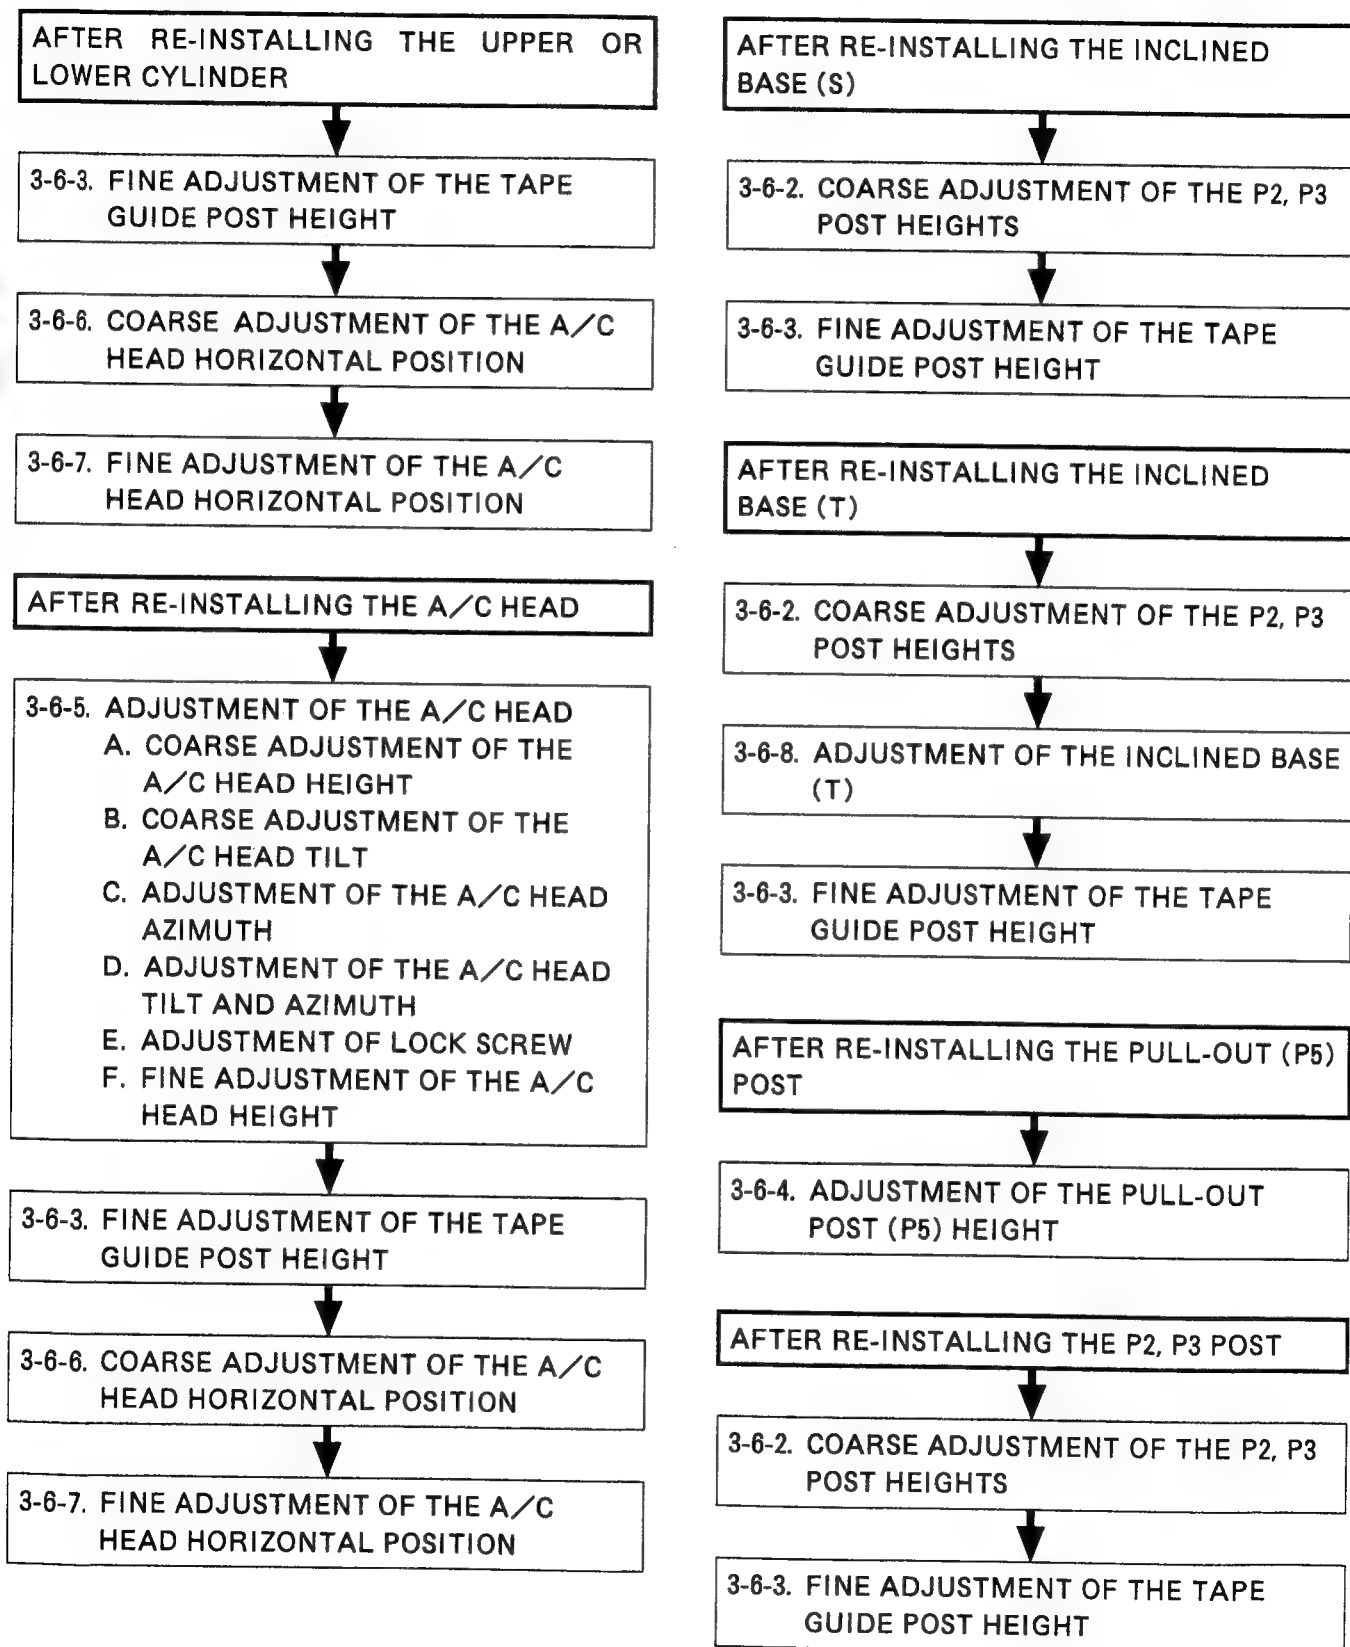 AFTER RE-INSTALLING THE UPPER OR
LOWER CYLINDER
3-6-3. FINE ADJUSTMENT OF THE TAPE
GUIDE POST HEIGHT
3-6-6. COARSE ADJUSTMENT OF THE A/C
HEAD HORIZONTAL POSITION
3-6-7. FINE ADJUSTMENT OF THE A/C
HEAD HORIZONTAL POSITION
AFTER RE-INSTALLING THE A/C HEAD
3-6-5. ADJUSTMENT OF THE A/C HEAD
A. COARSE ADJUSTMENT OF THE
A/C HEAD HEIGHT
B. COARSE ADJUSTMENT OF THE
A/C HEAD TILT
C. ADJUSTMENT OF THE A/C HEAD
AZIMUTH
D. ADJUSTMENT OF THE A/C HEAD
TILT AND AZIMUTH
E. ADJUSTMENT OF LOCK SCREW
F. FINE ADJUSTMENT OF THE A/C
HEAD HEIGHT
3-6-3. FINE ADJUSTMENT OF THE TAPE
GUIDE POST HEIGHT
3-6-6. COARSE ADJUSTMENT OF THE A/C
HEAD HORIZONTAL POSITION
3-6-7. FINE ADJUSTMENT OF THE A/C
HEAD HORIZONTAL POSITION
AFTER RE-INSTALLING THE INCLINED
BASE (S)
3-6-2. COARSE ADJUSTMENT OF THE P2, P3
POST HEIGHTS
3-6-3. FINE ADJUSTMENT OF THE TAPE
GUIDE POST HEIGHT
AFTER RE-INSTALLING THE INCLINED
BASE (T)
3-6-2. COARSE ADJUSTMENT OF THE P2, P3
POST HEIGHTS
3-6-8. ADJUSTMENT OF THE INCLINED BASE
(T)
3-6-3. FINE ADJUSTMENT OF THE TAPE
GUIDE POST HEIGHT
AFTER RE-INSTALLING THE PULL-OUT (P5)
POST
3-6-4. ADJUSTMENT OF THE PULL-OUT
POST (P5) HEIGHT
AFTER RE-INSTALLING THE P2, P3 POST
3-6-2. COARSE ADJUSTMENT OF THE P2, P3
POST HEIGHTS
3-6-3. FINE ADJUSTMENT OF THE TAPE
GUIDE POST HEIGHT